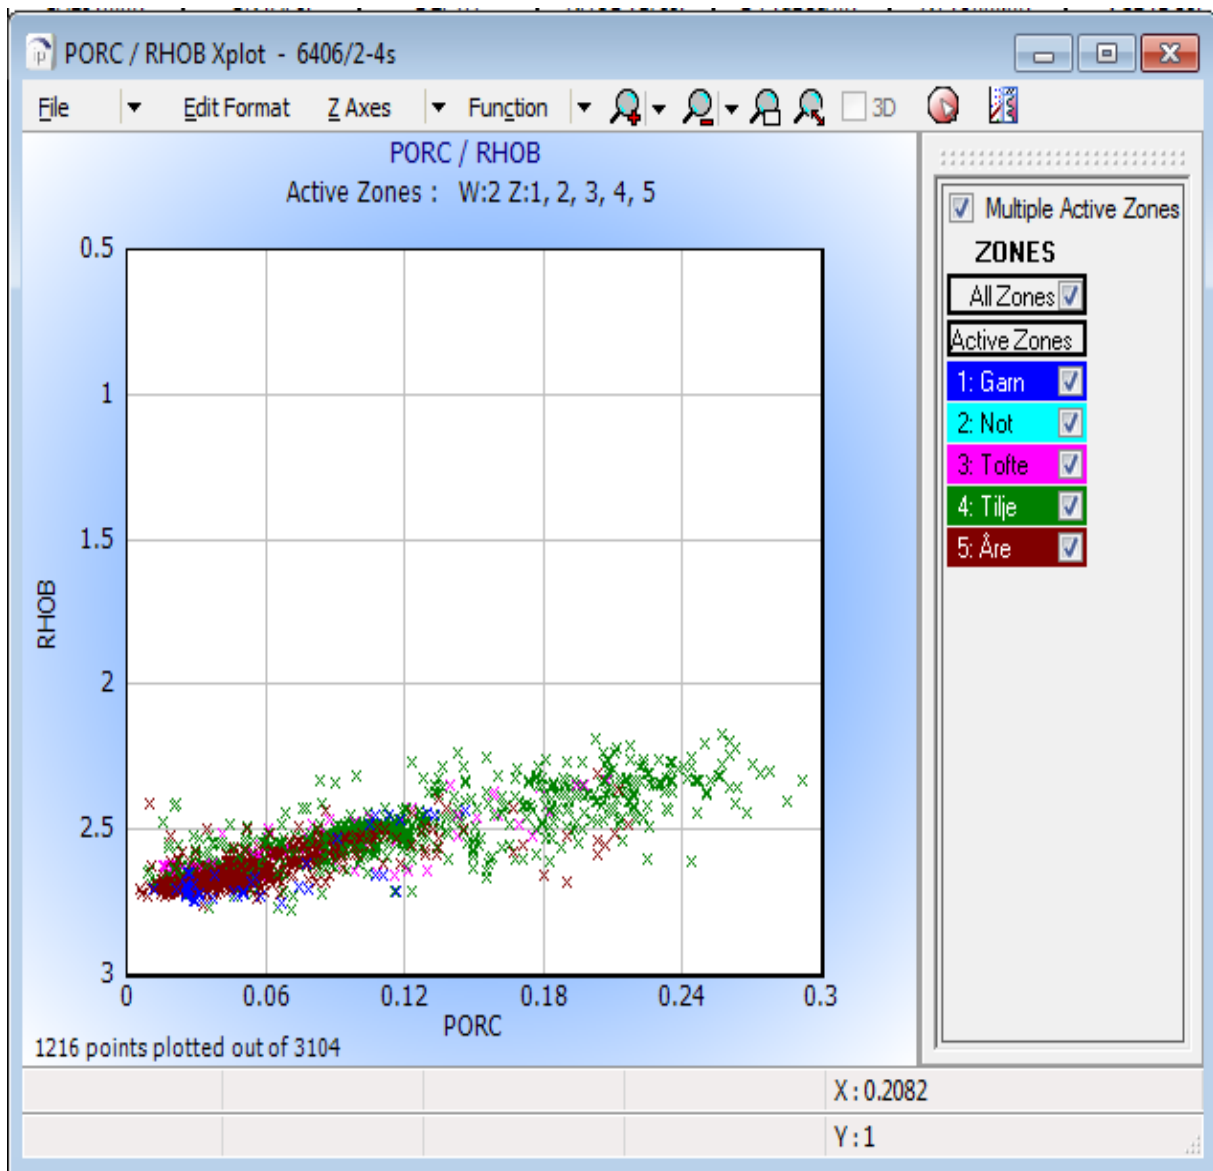 PORC / RHOB Xplot - 6406/2-4s
File Edit Format Z Axes Function 3D
PORC / RHOB
Active Zones : W:2 Z:1, 2, 3, 4, 5
0.5
1
1.5
2
2.5
3
RHOB
0 0.06 0.12 0.18 0.24 0.3
PORC
1216 points plotted out of 3104
Multiple Active Zones
ZONES
All Zones
Active Zones
1: Garn
2: Not
3: Tofte
4: Tilje
5: Åre
X : 0.2082
Y : 1